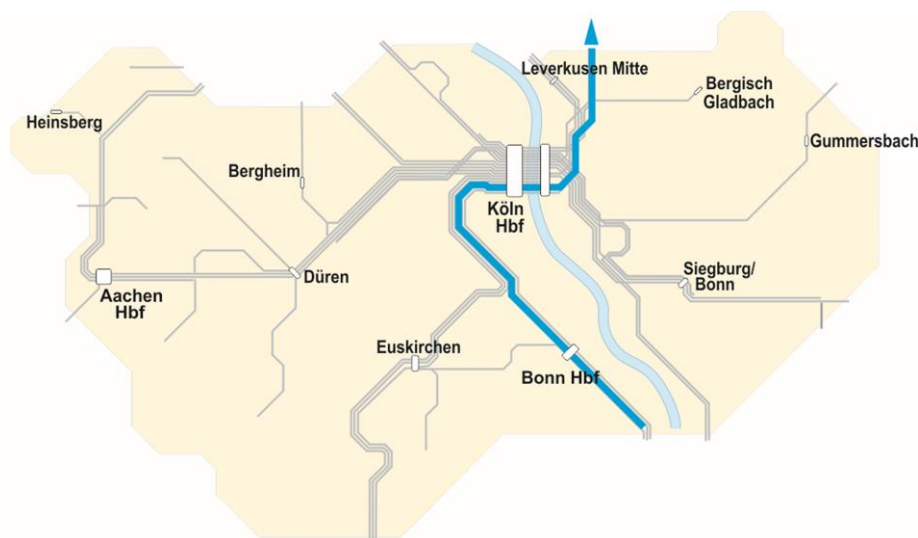 Leverkusen Mitte
Bergisch
Gladbach
Heinsberg
Gummersbach
Bergheim
Köln
Hbf
Siegburg/
Bonn
Düren
Aachen
Hbf
Euskirchen
Bonn Hbf